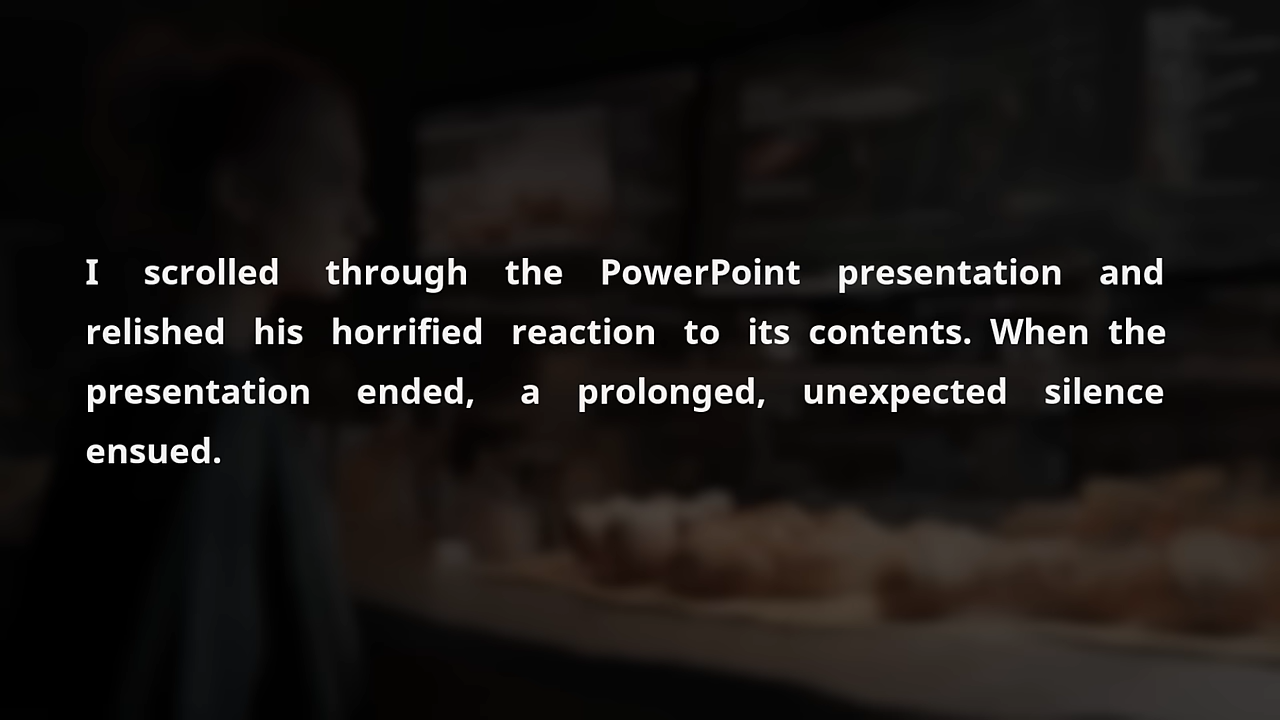 I scrolled through the PowerPoint presentation and
relished his horrified reaction to its contents. When the
presentation ended, a prolonged, unexpected silence
ensued.